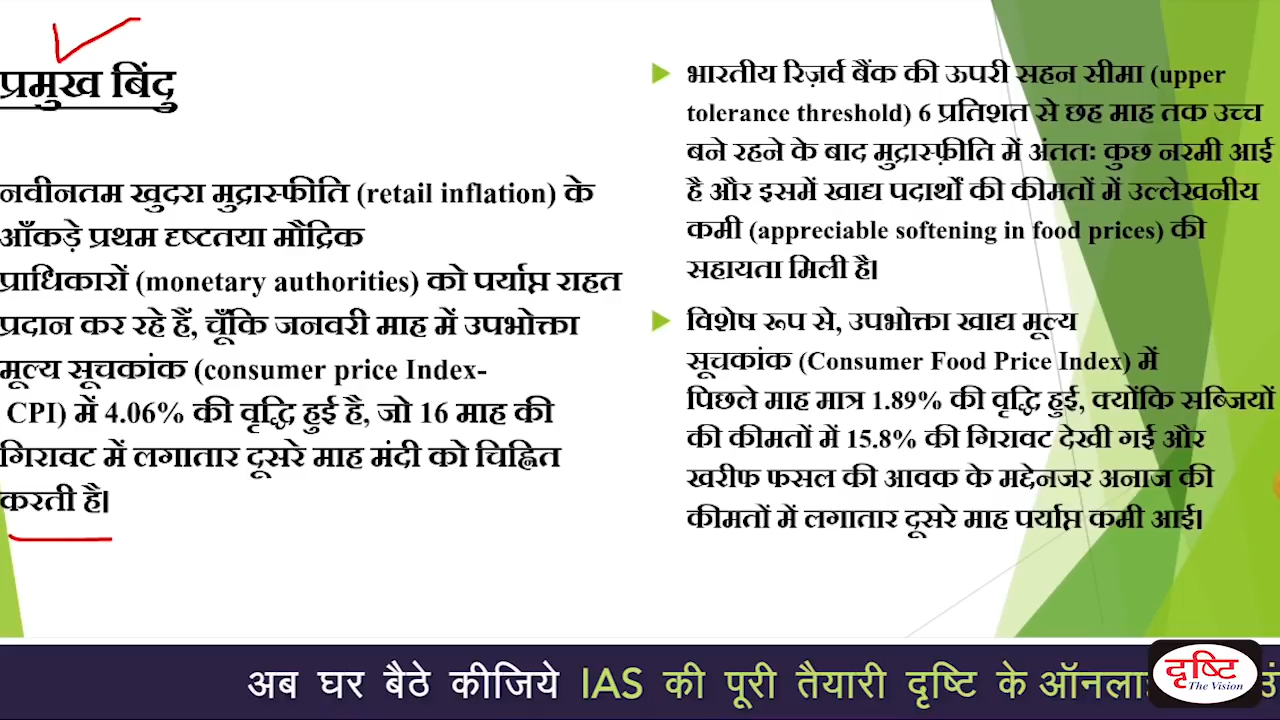 प्रमुख बिंदु
नवीनतम खुदरा मुद्रास्फीति (retail inflation) के
आँकड़े प्रथम दृष्टतया मौद्रिक
प्राधिकारों (monetary authorities) को पर्याप्त राहत
प्रदान कर रहे हैं, चूँकि जनवरी माह में उपभोक्ता
मूल्य सूचकांक (consumer price Index-
CPI) में 4.06% की वृद्धि हुई है, जो 16 माह की
गिरावट में लगातार दूसरे माह मंदी को चिह्नित
करती है।
भारतीय रिज़र्व बैंक की ऊपरी सहन सीमा (upper
tolerance threshold) 6 प्रतिशत से छह माह तक उच्च
बने रहने के बाद मुद्रास्फ़ीति में अंततः कुछ नरमी आई
है और इसमें खाद्य पदार्थों की कीमतों में उल्लेखनीय
कमी (appreciable softening in food prices) की
सहायता मिली है।
विशेष रूप से, उपभोक्ता खाद्य मूल्य
सूचकांक (Consumer Food Price Index) में
पिछले माह मात्र 1.89% की वृद्धि हुई, क्योंकि सब्जियों
की कीमतों में 15.8% की गिरावट देखी गई और
खरीफ फसल की आवक के मद्देनजर अनाज की
कीमतों में लगातार दूसरे माह पर्याप्त कमी आई।
अब घर बैठे कीजिये IAS की पूरी तैयारी दृष्टि के
दृष्टि
The Vision